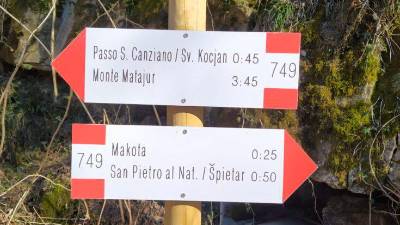 Passo S. Canziano / Sv. Kocjan 0:45
Monte Matajur 3:45
749
749
Makota 0:25
San Pietro al Nat. / Špietar 0:50